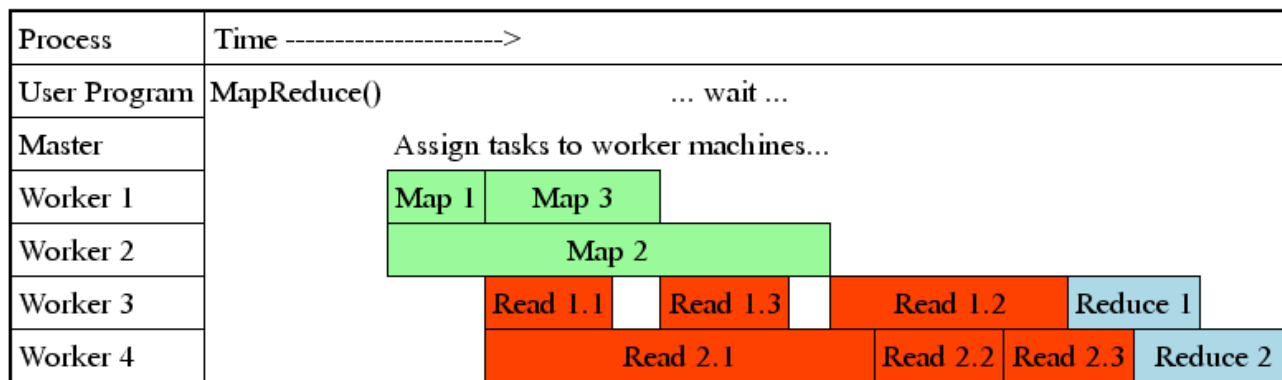 Process Time ---------------------->
User Program MapReduce() ... wait ...
Master Assign tasks to worker machines...
Worker 1 Map 1 Map 3
Worker 2 Map 2
Worker 3 Read 1.1 Read 1.3 Read 1.2 Reduce 1
Worker 4 Read 2.1 Read 2.2 Read 2.3 Reduce 2